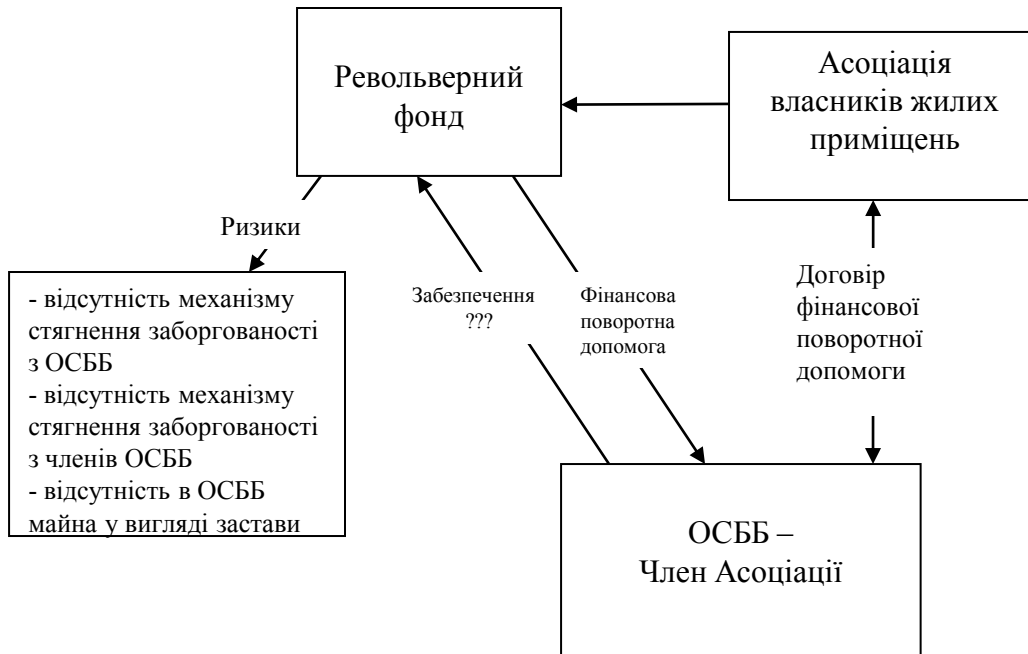 Револьверний
фонд
Асоціація
власників жилих
приміщень
Ризики
- відсутність механізму
стягнення заборгованості
з ОСББ
- відсутність механізму
стягнення заборгованості
з членів ОСББ
- відсутність в ОСББ
майна у вигляді застави
Забезпечення
???
Фінансова
поворотна
допомога
Договір
фінансової
поворотної
допомоги
ОСББ –
Член Асоціації